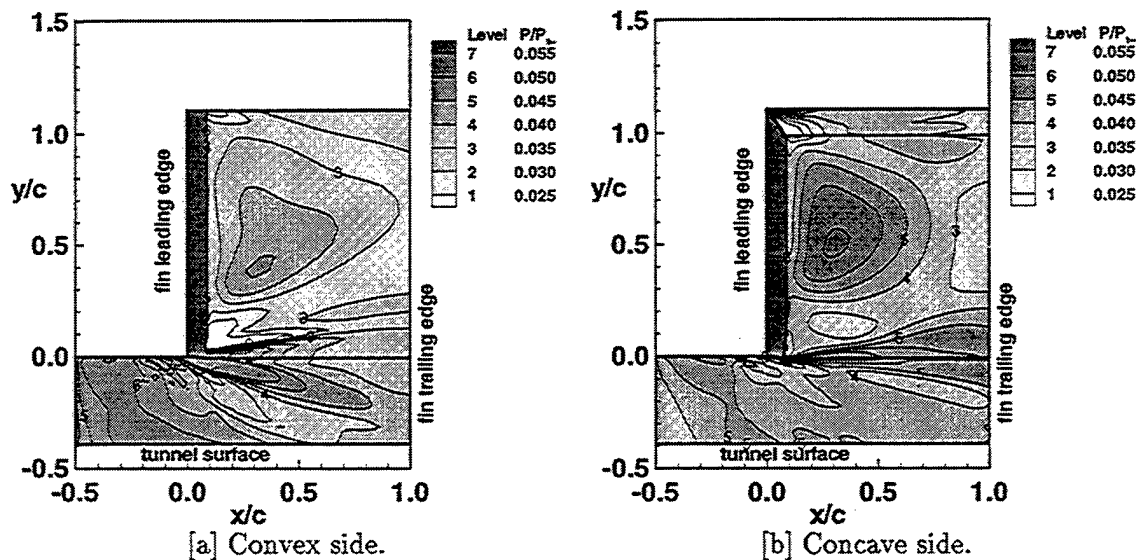 1.5
1.0
y/c
0.5
0.0
-0.5
-0.5 0.0 0.5 1.0
x/c
fin leading edge
fin trailing edge
tunnel surface
Level P/P
7 0.055
6 0.050
5 0.045
4 0.040
3 0.035
2 0.030
1 0.025
3
[a] Convex side.
1.5
1.0
y/c
0.5
0.0
-0.5
-0.5 0.0 0.5 1.0
x/c
fin leading edge
fin trailing edge
tunnel surface
Level P/P
7 0.055
6 0.050
5 0.045
4 0.040
3 0.035
2 0.030
1 0.025
3
4
[b] Concave side.